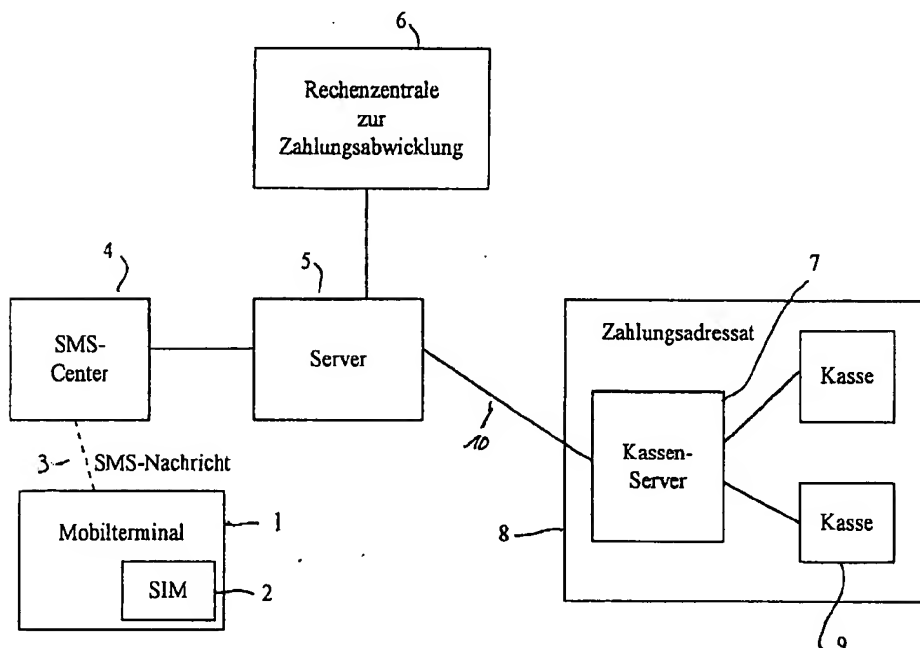 6
Rechenzentrale
zur
Zahlungsabwicklung
4
5
7
SMS-
Center
Server
Zahlungsadressat
Kasse
10
Kassen-
Server
3
SMS-Nachricht
Mobilterminal
1
8
Kasse
SIM
2
9